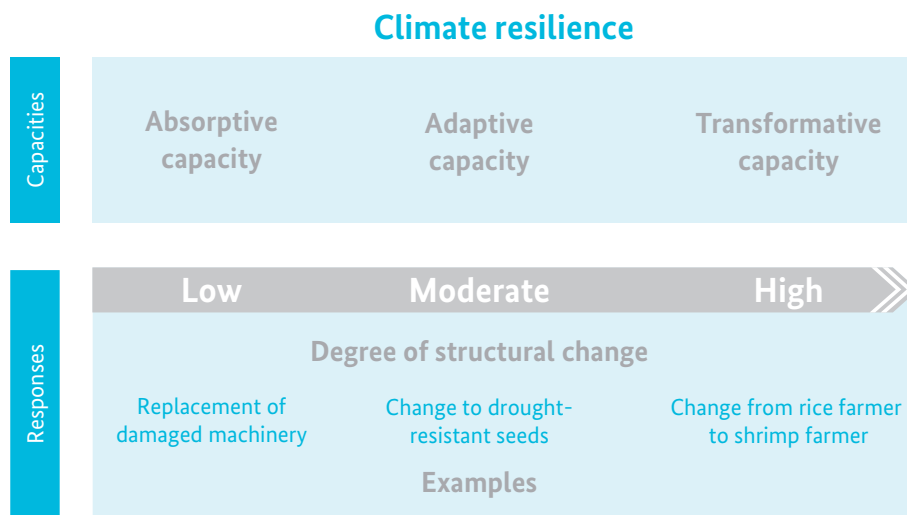 Climate resilience
Capacities
Absorptive
capacity
Adaptive
capacity
Transformative
capacity
Responses
Low
Moderate
High
Degree of structural change
Replacement of
damaged machinery
Change to drought-
resistant seeds
Change from rice farmer
to shrimp farmer
Examples